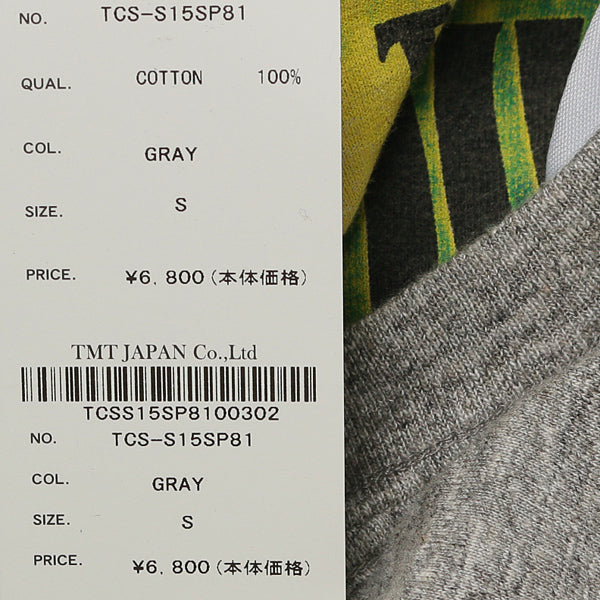 NO. TCS-S15SP81
QUAL. COTTON 100%
COL. GRAY
SIZE. S
PRICE. ¥6,800(本体価格)
TMT JAPAN Co.,Ltd
TCSS15SP8100302
NO. TCS-S15SP81
COL. GRAY
SIZE. S
PRICE. ¥6,800(本体価格)